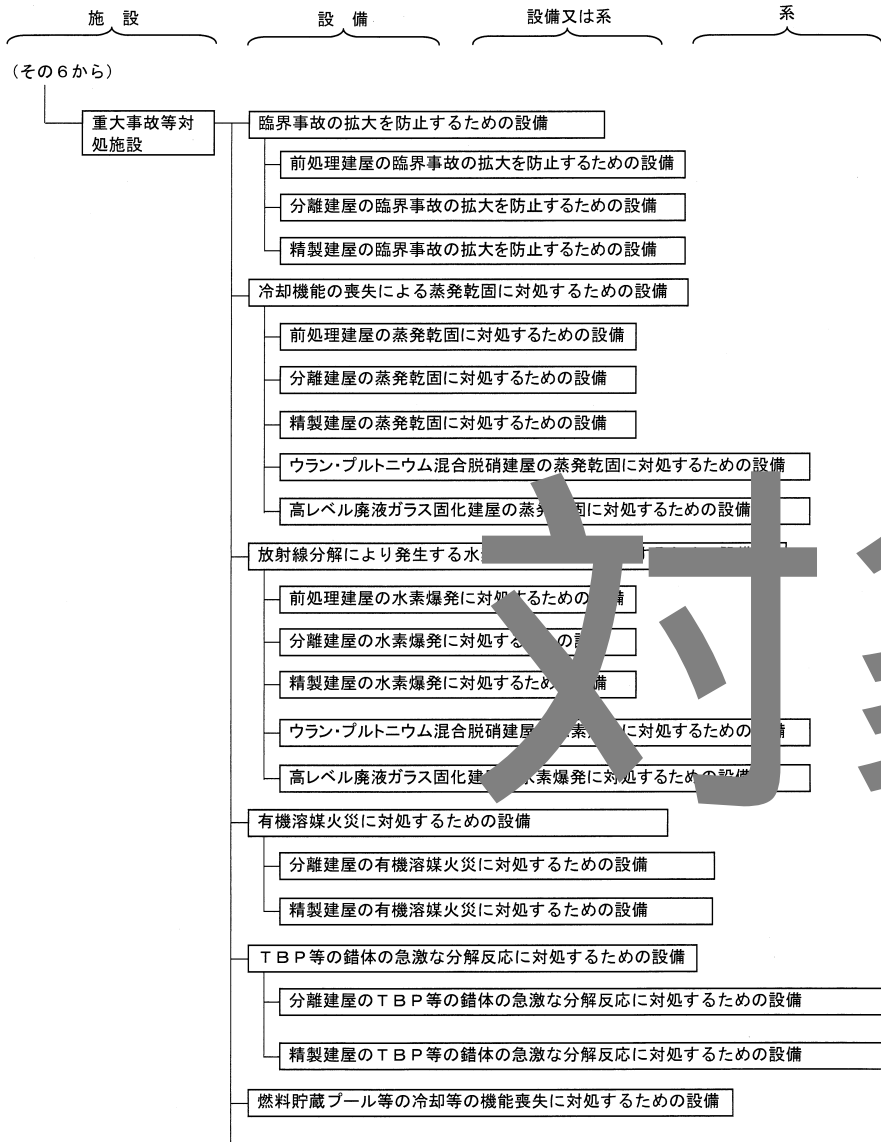 施　設　設　備　設備又は系　系
(その６から)
重大事故等対
処施設
臨界事故の拡大を防止するための設備
前処理建屋の臨界事故の拡大を防止するための設備
分離建屋の臨界事故の拡大を防止するための設備
精製建屋の臨界事故の拡大を防止するための設備
冷却機能の喪失による蒸発乾固に対処するための設備
前処理建屋の蒸発乾固に対処するための設備
分離建屋の蒸発乾固に対処するための設備
精製建屋の蒸発乾固に対処するための設備
ウラン・プルトニウム混合脱硝建屋の蒸発乾固に対処するための設備
高レベル廃液ガラス固化建屋の蒸発 固に対処するための設備
放射線分解により発生する水
前処理建屋の水素爆発に対処するための設備
分離建屋の水素爆発に対処するための設
精製建屋の水素爆発に対処するため 備
ウラン・プルトニウム混合脱硝建屋 素 に対処するための 備
高レベル廃液ガラス固化建 水素爆発に対処するための設備
有機溶媒火災に対処するための設備
分離建屋の有機溶媒火災に対処するための設備
精製建屋の有機溶媒火災に対処するための設備
ＴＢＰ等の錯体の急激な分解反応に対処するための設備
分離建屋のＴＢＰ等の錯体の急激な分解反応に対処するための設備
精製建屋のＴＢＰ等の錯体の急激な分解反応に対処するための設備
燃料貯蔵プール等の冷却等の機能喪失に対処するための設備
対